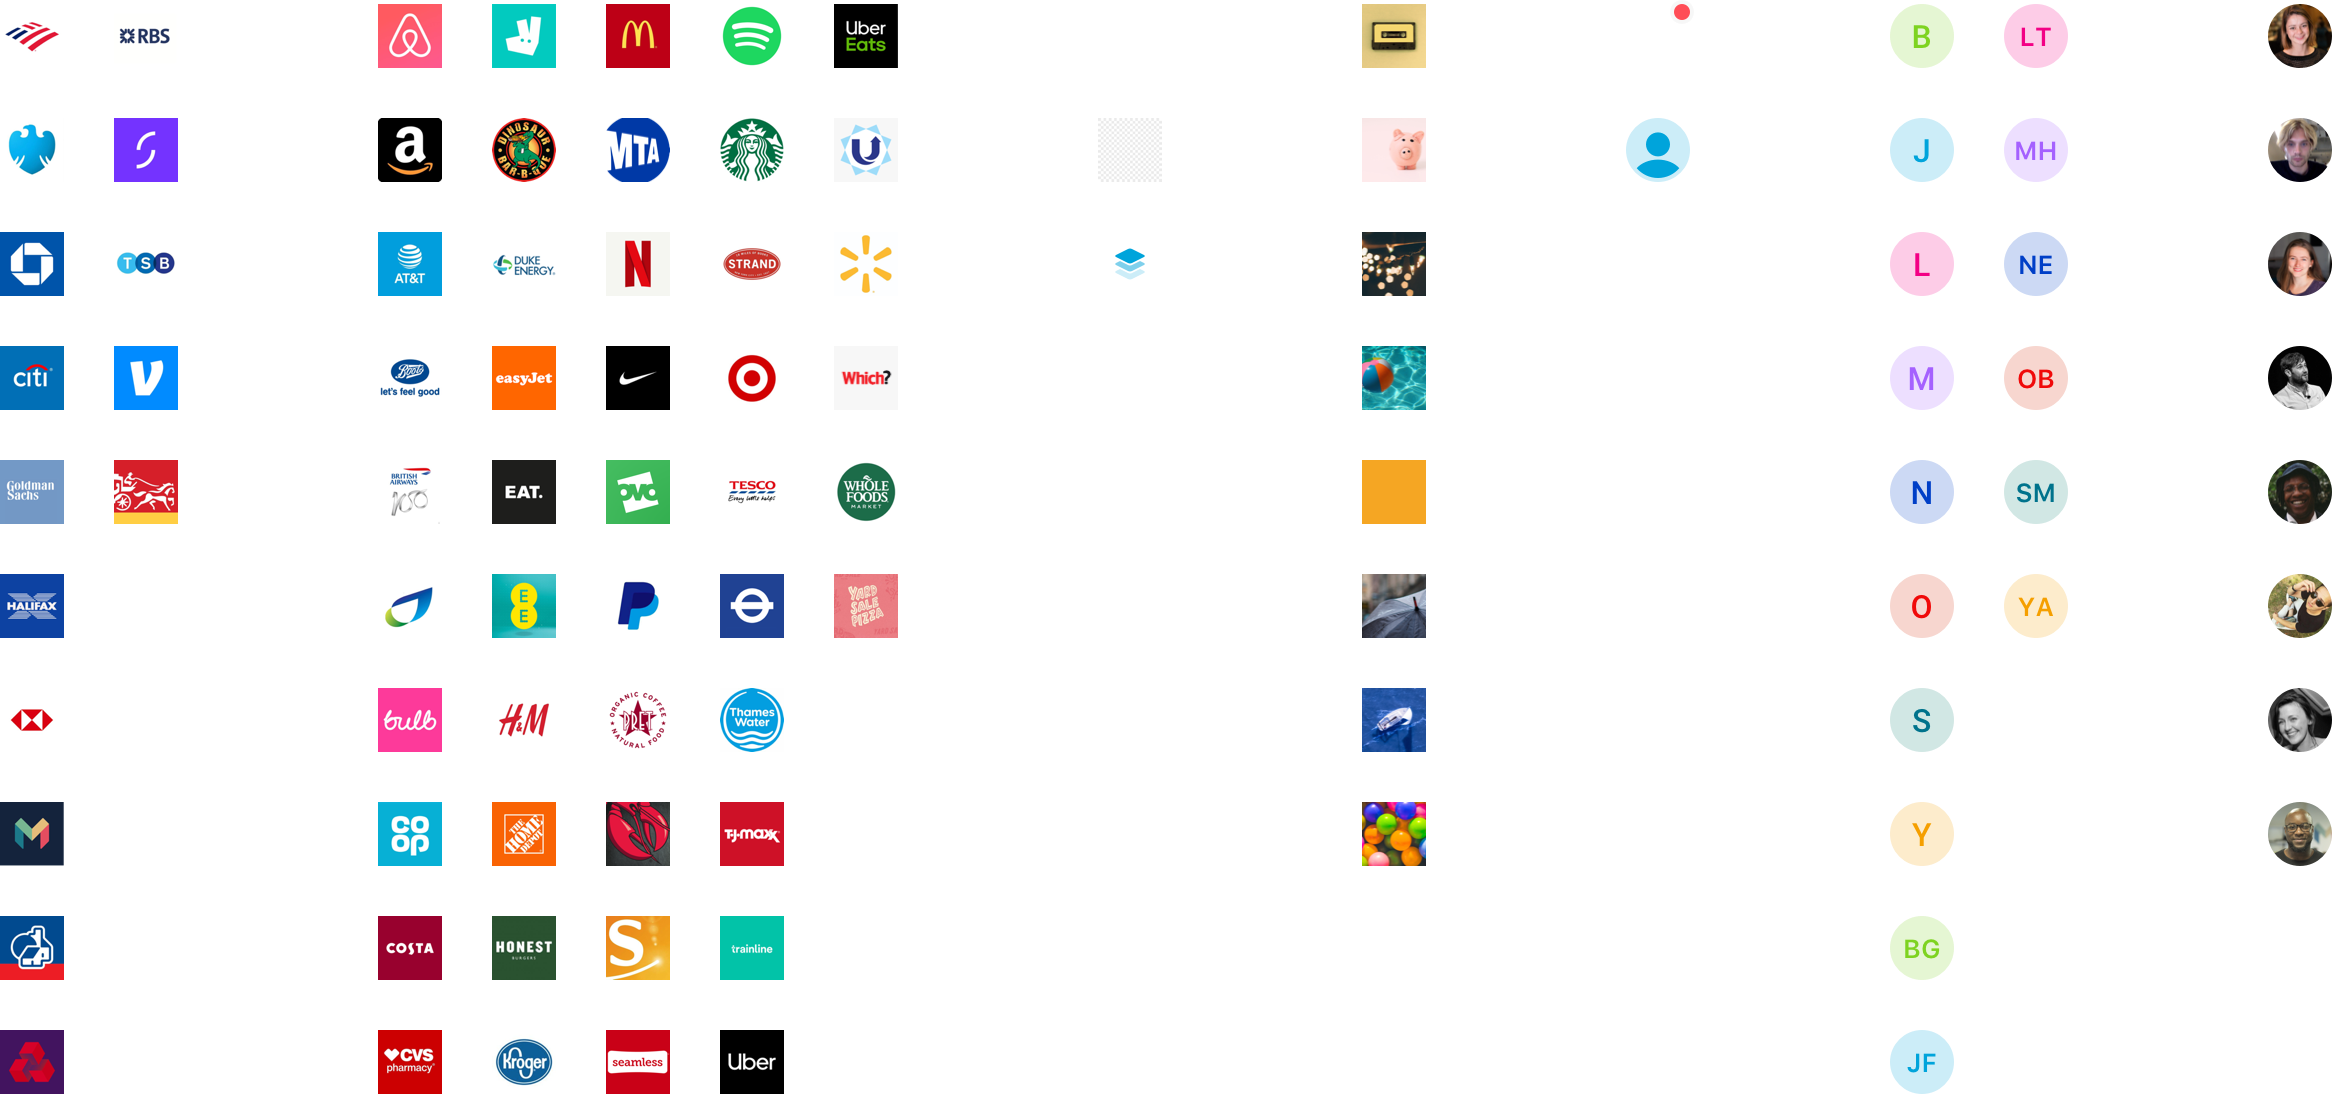 RBS
Uber
Eats
B
LT
a
DINOSAUR
BAR-B-QUE
MTA
U
J
MH
TSB
AT&T
DUKE
ENERGY
N
STRAND
L
NE
citi
V
Boots
let's feel good
easyJet
Which?
M
OB
Goldman
Sachs
BRITISH
AIRWAYS
100
EAT.
OVO
TESCO
Every little helps
WHOLE
FOODS
MARKET
N
SM
HALIFAX
E
E
P
YARD
SALE
PIZZA
O
YA
bulb
H&M
ORGANIC COFFEE
PRET
NATURAL FOOD
Thames
Water
S
M
CO
OP
THE
HOME
DEPOT
T·J·maxx
Y
COSTA
HONEST
BURGERS
S
trainline
BG
CVS
pharmacy
Kroger
seamless
Uber
JF